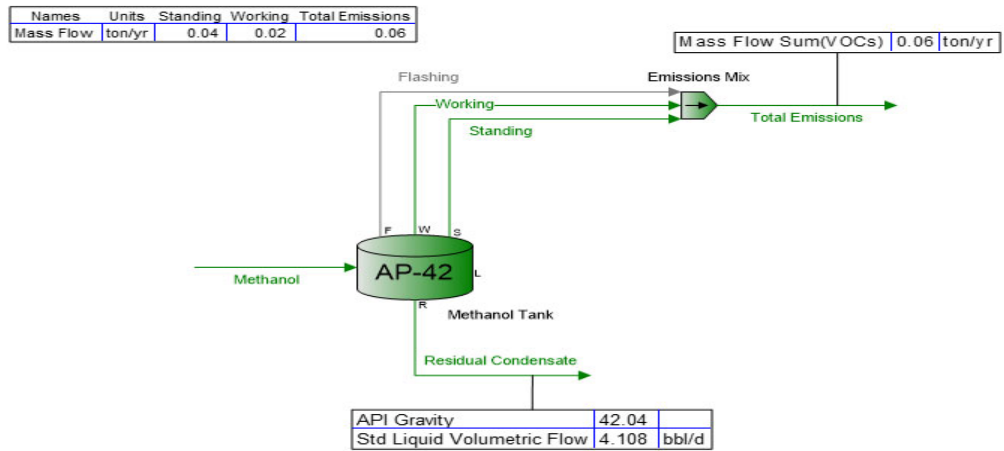 Names Units Standing Working Total Emissions
Mass Flow ton/yr 0.04 0.02 0.06
Mass Flow Sum(VOCs) 0.06 ton/yr
Flashing
Emissions Mix
Working
Total Emissions
Standing
F W S
AP-42
L
Methanol
R
Methanol Tank
Residual Condensate
API Gravity 42.04
Std Liquid Volumetric Flow 4.108 bbl/d